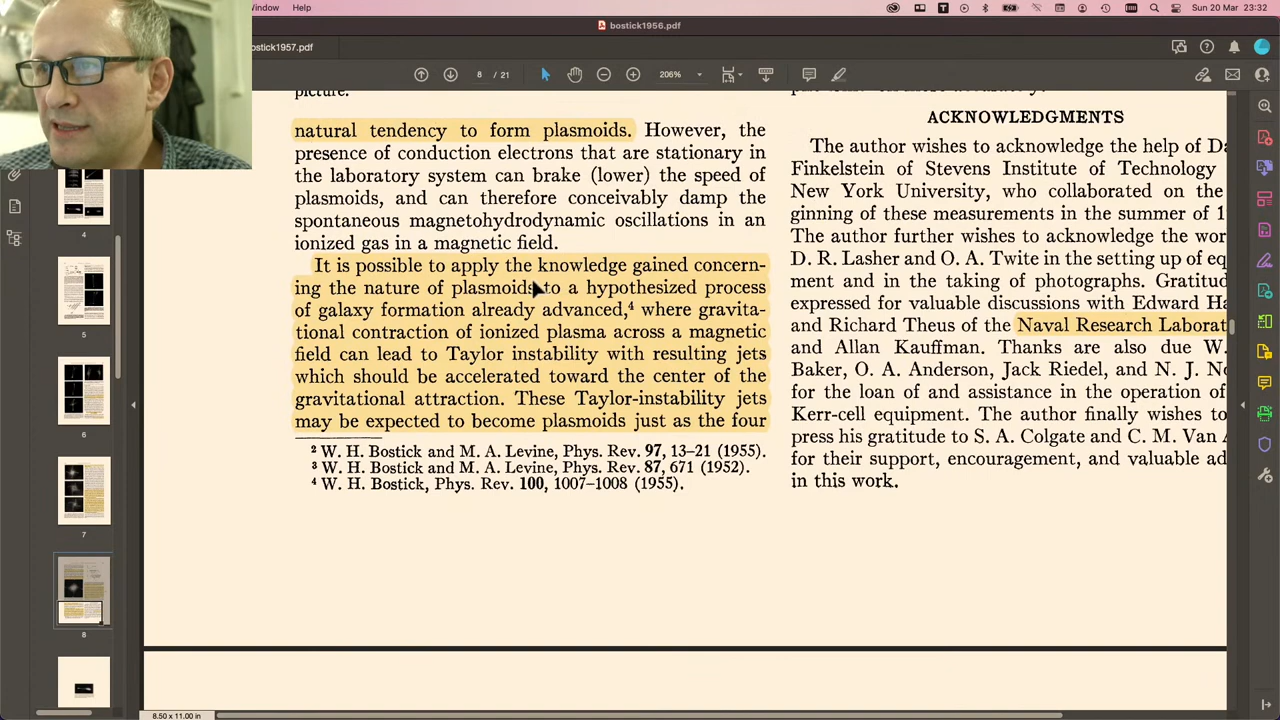 Window Help
Sun 20 Mar 23:32
bostick1956.pdf
ostick1957.pdf
8 / 21
206%
picture.
natural tendency to form plasmoids. However, the
presence of conduction electrons that are stationary in
the laboratory system can brake (lower) the speed of
plasmoids, and can therefore conceivably damp the
spontaneous magnetohydrodynamic oscillations in an
ionized gas in a magnetic field.
It is possible to apply the knowledge gained concern-
ing the nature of plasmoids to a hypothesized process
of galaxy formation already advanced,⁴ where gravita-
tional contraction of ionized plasma across a magnetic
field can lead to Taylor instability with resulting jets
which should be accelerated toward the center of the
gravitational attraction. These Taylor-instability jets
may be expected to become plasmoids just as the four
² W. H. Bostick and M. A. Levine, Phys. Rev. 97, 13–21 (1955).
³ W. H. Bostick and M. A. Levine, Phys. Rev. 87, 671 (1952).
⁴ W. H. Bostick, Phys. Rev. 100, 1007–1008 (1955).
ACKNOWLEDGMENTS
The author wishes to acknowledge the help of Da
Finkelstein of Stevens Institute of Technology
New York University, who collaborated on the
ginning of these measurements in the summer of 1
The author further wishes to acknowledge the wor
D. R. Lasher and O. A. Twite in the setting up of eq
ment and in the taking of photographs. Gratitud
expressed for valuable discussions with Edward Ha
and Richard Theus of the Naval Research Laborat
and Allan Kauffman. Thanks are also due W.
Baker, O. A. Anderson, Jack Riedel, and N. J. No
for the loan of and assistance in the operation of
Kerr-cell equipment. The author finally wishes to
press his gratitude to S. A. Colgate and C. M. Van
for their support, encouragement, and valuable ad
in this work.
4
5
6
7
8
8.50 x 11.00 in